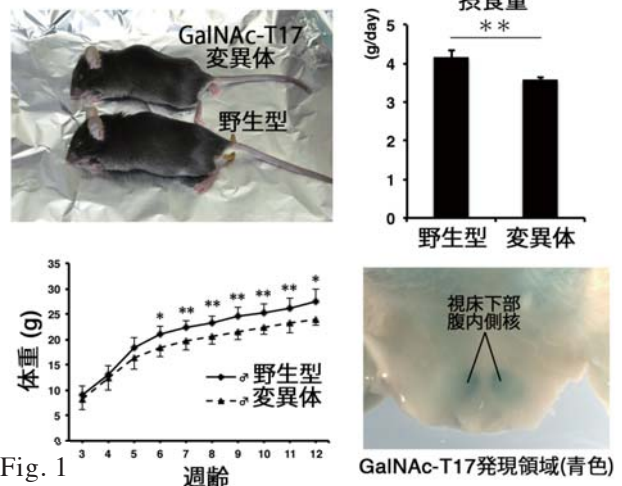 GalNAc-T17
変異体
野生型
摂食量
(g/day)
**
5
4
3
2
1
0
野生型 変異体
体重 (g)
35
30
25
20
15
10
5
0
* ** ** ** ** ** *
♂野生型
♂変異体
3 4 5 6 7 8 9 10 11 12
週齢
視床下部
腹内側核
GalNAc-T17発現領域(青色)
Fig. 1